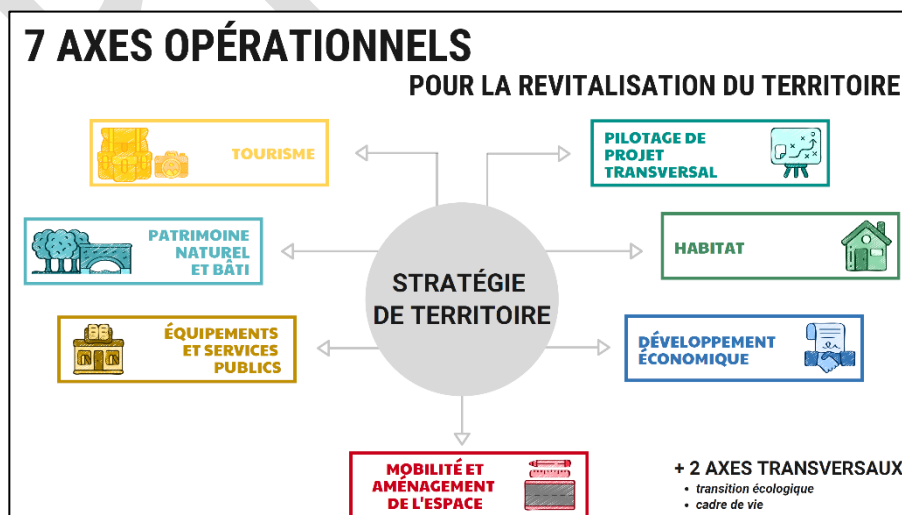 7 AXES OPÉRATIONNELS
POUR LA REVITALISATION DU TERRITOIRE
TOURISME
PILOTAGE DE
PROJET
TRANSVERSAL
PATRIMOINE
NATUREL
ET BÂTI
HABITAT
STRATÉGIE
DE TERRITOIRE
ÉQUIPEMENTS
ET SERVICES
PUBLICS
DÉVELOPPEMENT
ÉCONOMIQUE
MOBILITÉ ET
AMÉNAGEMENT
DE L'ESPACE
+ 2 AXES TRANSVERSAUX
• transition écologique
• cadre de vie